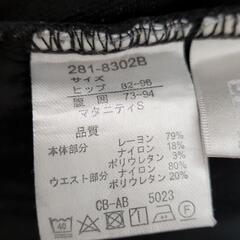 281-8302B
サイズ
ヒップ 82-96
腹囲 73-94
マタニティS
品質
本体部分 レーヨン 79%
ナイロン 18%
ポリウレタン 3%
ウエスト部分 ナイロン 80%
ポリウレタン 20%
CB-AB 5023
40